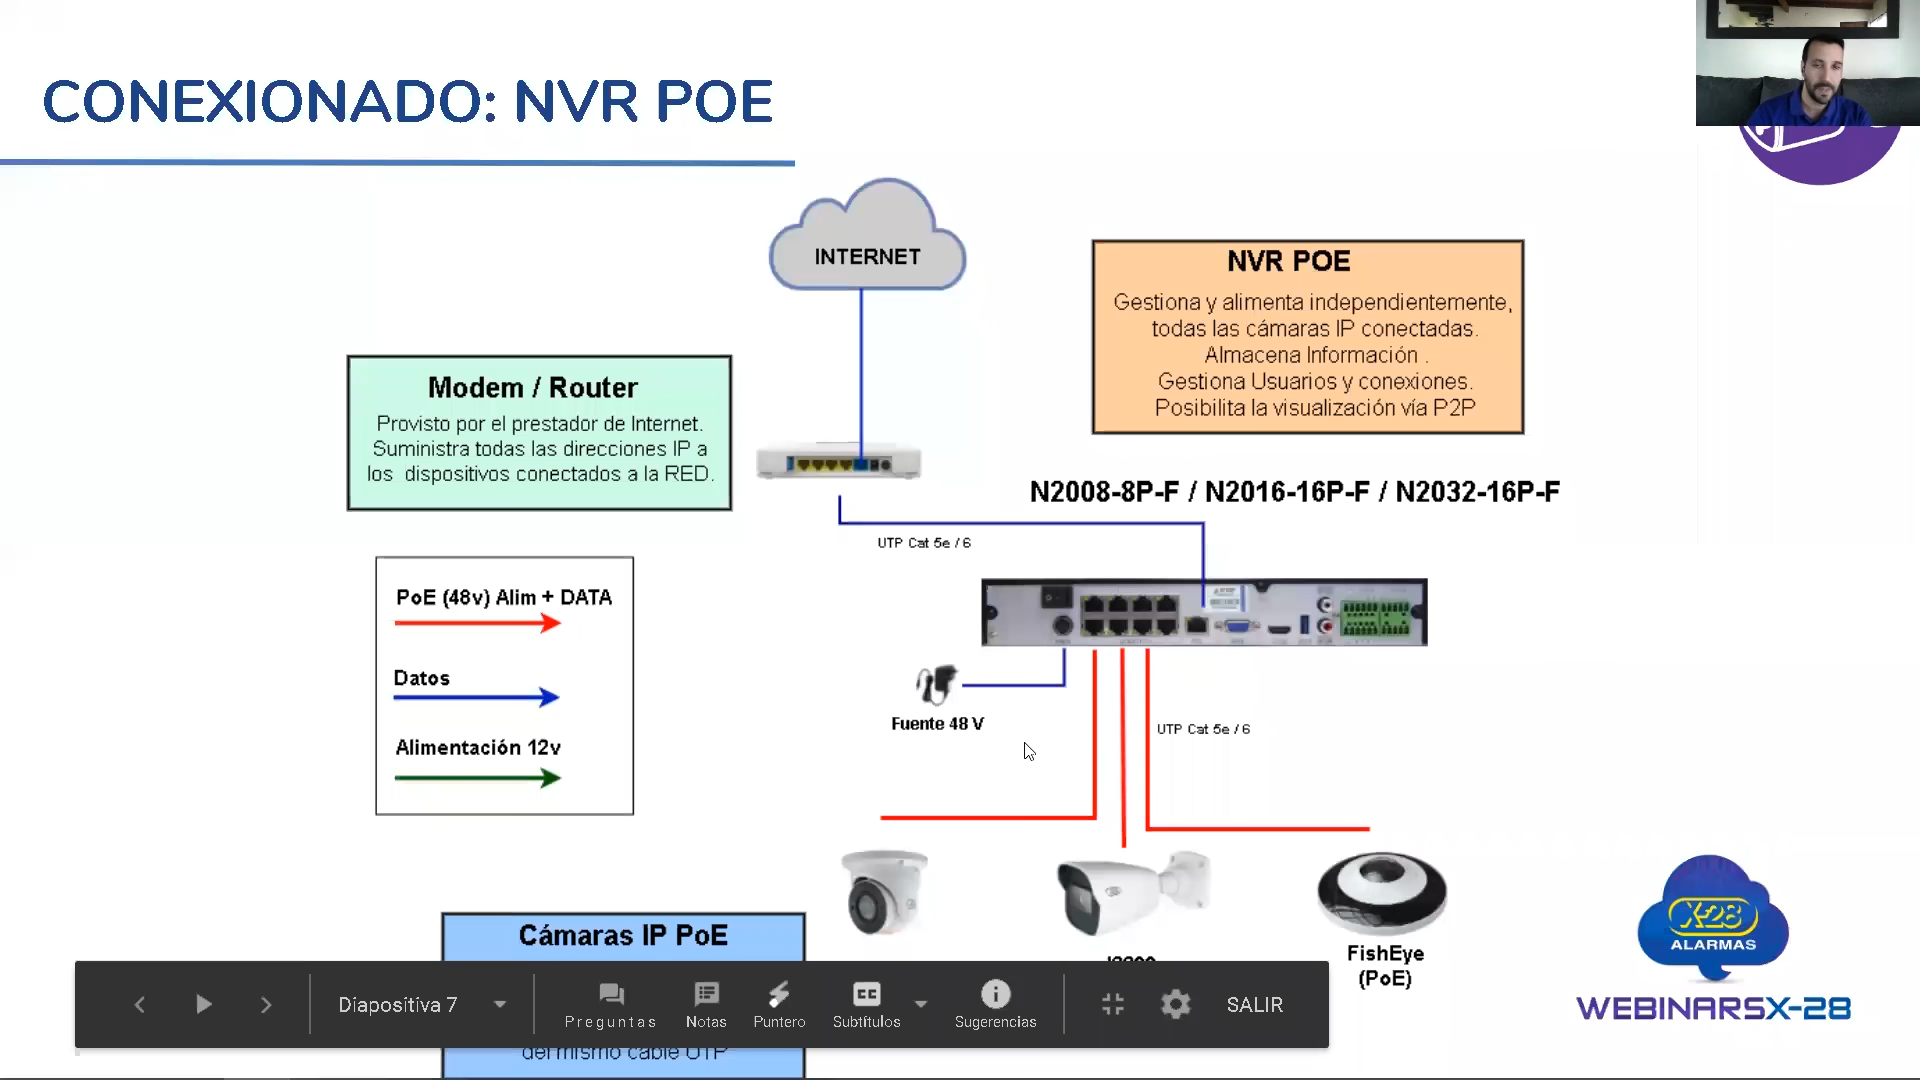 CONEXIONADO: NVR POE
INTERNET
NVR POE
Gestiona y alimenta independientemente,
todas las cámaras IP conectadas.
Almacena Información .
Gestiona Usuarios y conexiones.
Posibilita la visualización vía P2P
Modem / Router
Provisto por el prestador de Internet.
Suministra todas las direcciones IP a
los dispositivos conectados a la RED.
N2008-8P-F / N2016-16P-F / N2032-16P-F
UTP Cat 5e / 6
PoE (48v) Alim + DATA
Datos
Alimentación 12v
Fuente 48 V
UTP Cat 5e / 6
Cámaras IP PoE
FishEye
(PoE)
X-28
ALARMAS
WEBINARSX-28
Diapositiva 7
Preguntas
Notas
Puntero
CC
Subtítulos
Sugerencias
SALIR
del mismo cable UTP